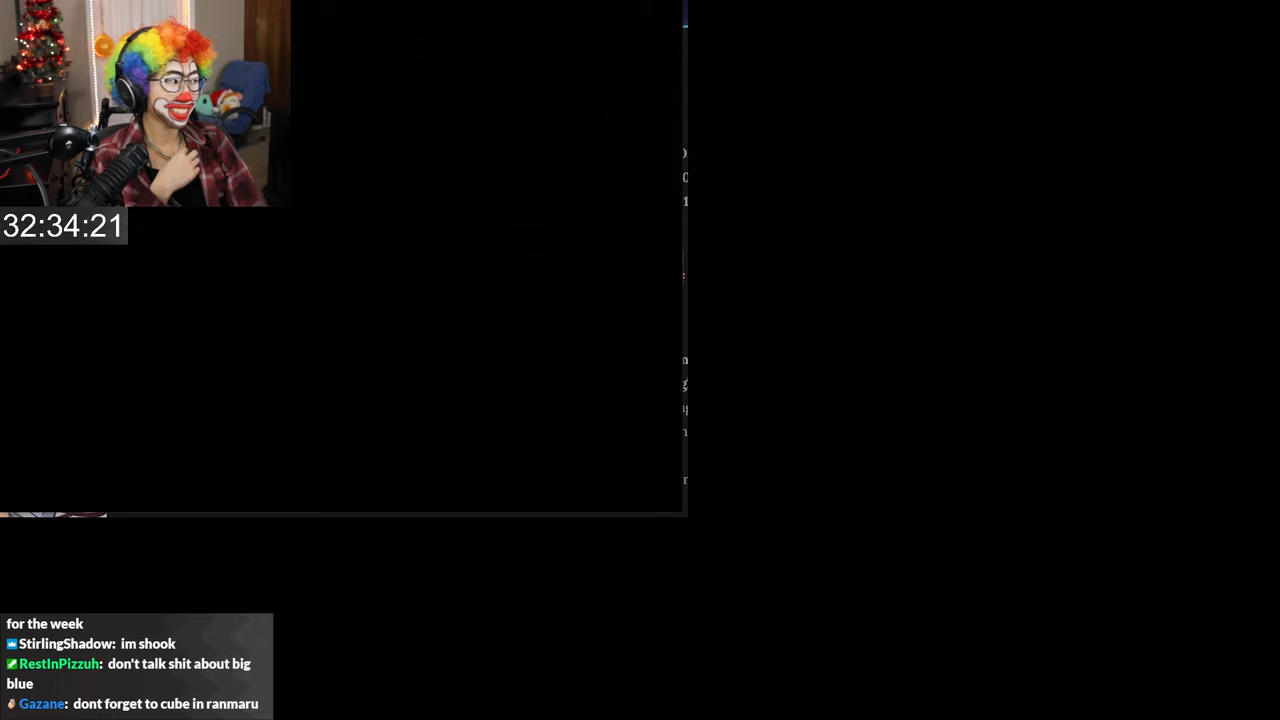 32:34:21
for the week
StirlingShadow: im shook
RestInPizzuh: don't talk shit about big
blue
Gazane: dont forget to cube in ranmaru